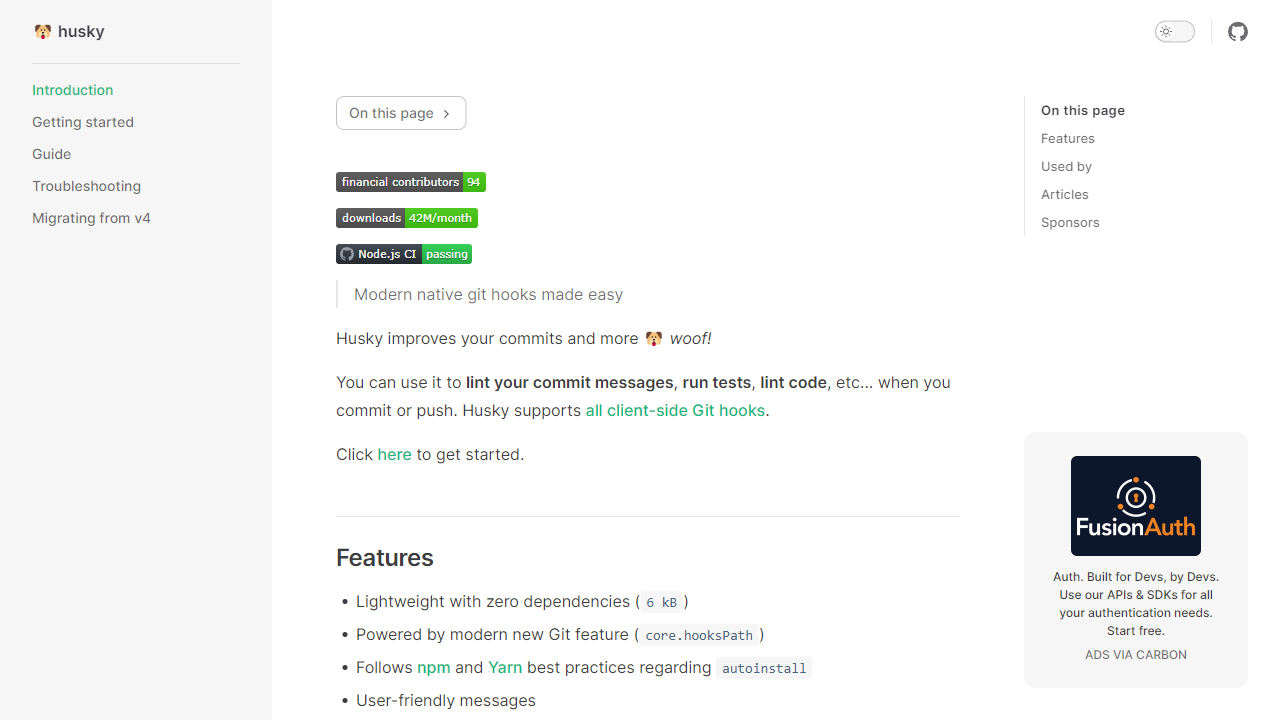 husky
Introduction
Getting started
Guide
Troubleshooting
Migrating from v4
On this page
financial contributors 94
downloads 42M/month
Node.js CI passing
Modern native git hooks made easy
Husky improves your commits and more 🐶 woof!
You can use it to lint your commit messages, run tests, lint code, etc... when you
commit or push. Husky supports all client-side Git hooks.
Click here to get started.
Features
• Lightweight with zero dependencies ( 6 kB )
• Powered by modern new Git feature ( core.hooksPath )
• Follows npm and Yarn best practices regarding autoinstall
• User-friendly messages
On this page
Features
Used by
Articles
Sponsors
FusionAuth
Auth. Built for Devs, by Devs.
Use our APIs & SDKs for all
your authentication needs.
Start free.
ADS VIA CARBON